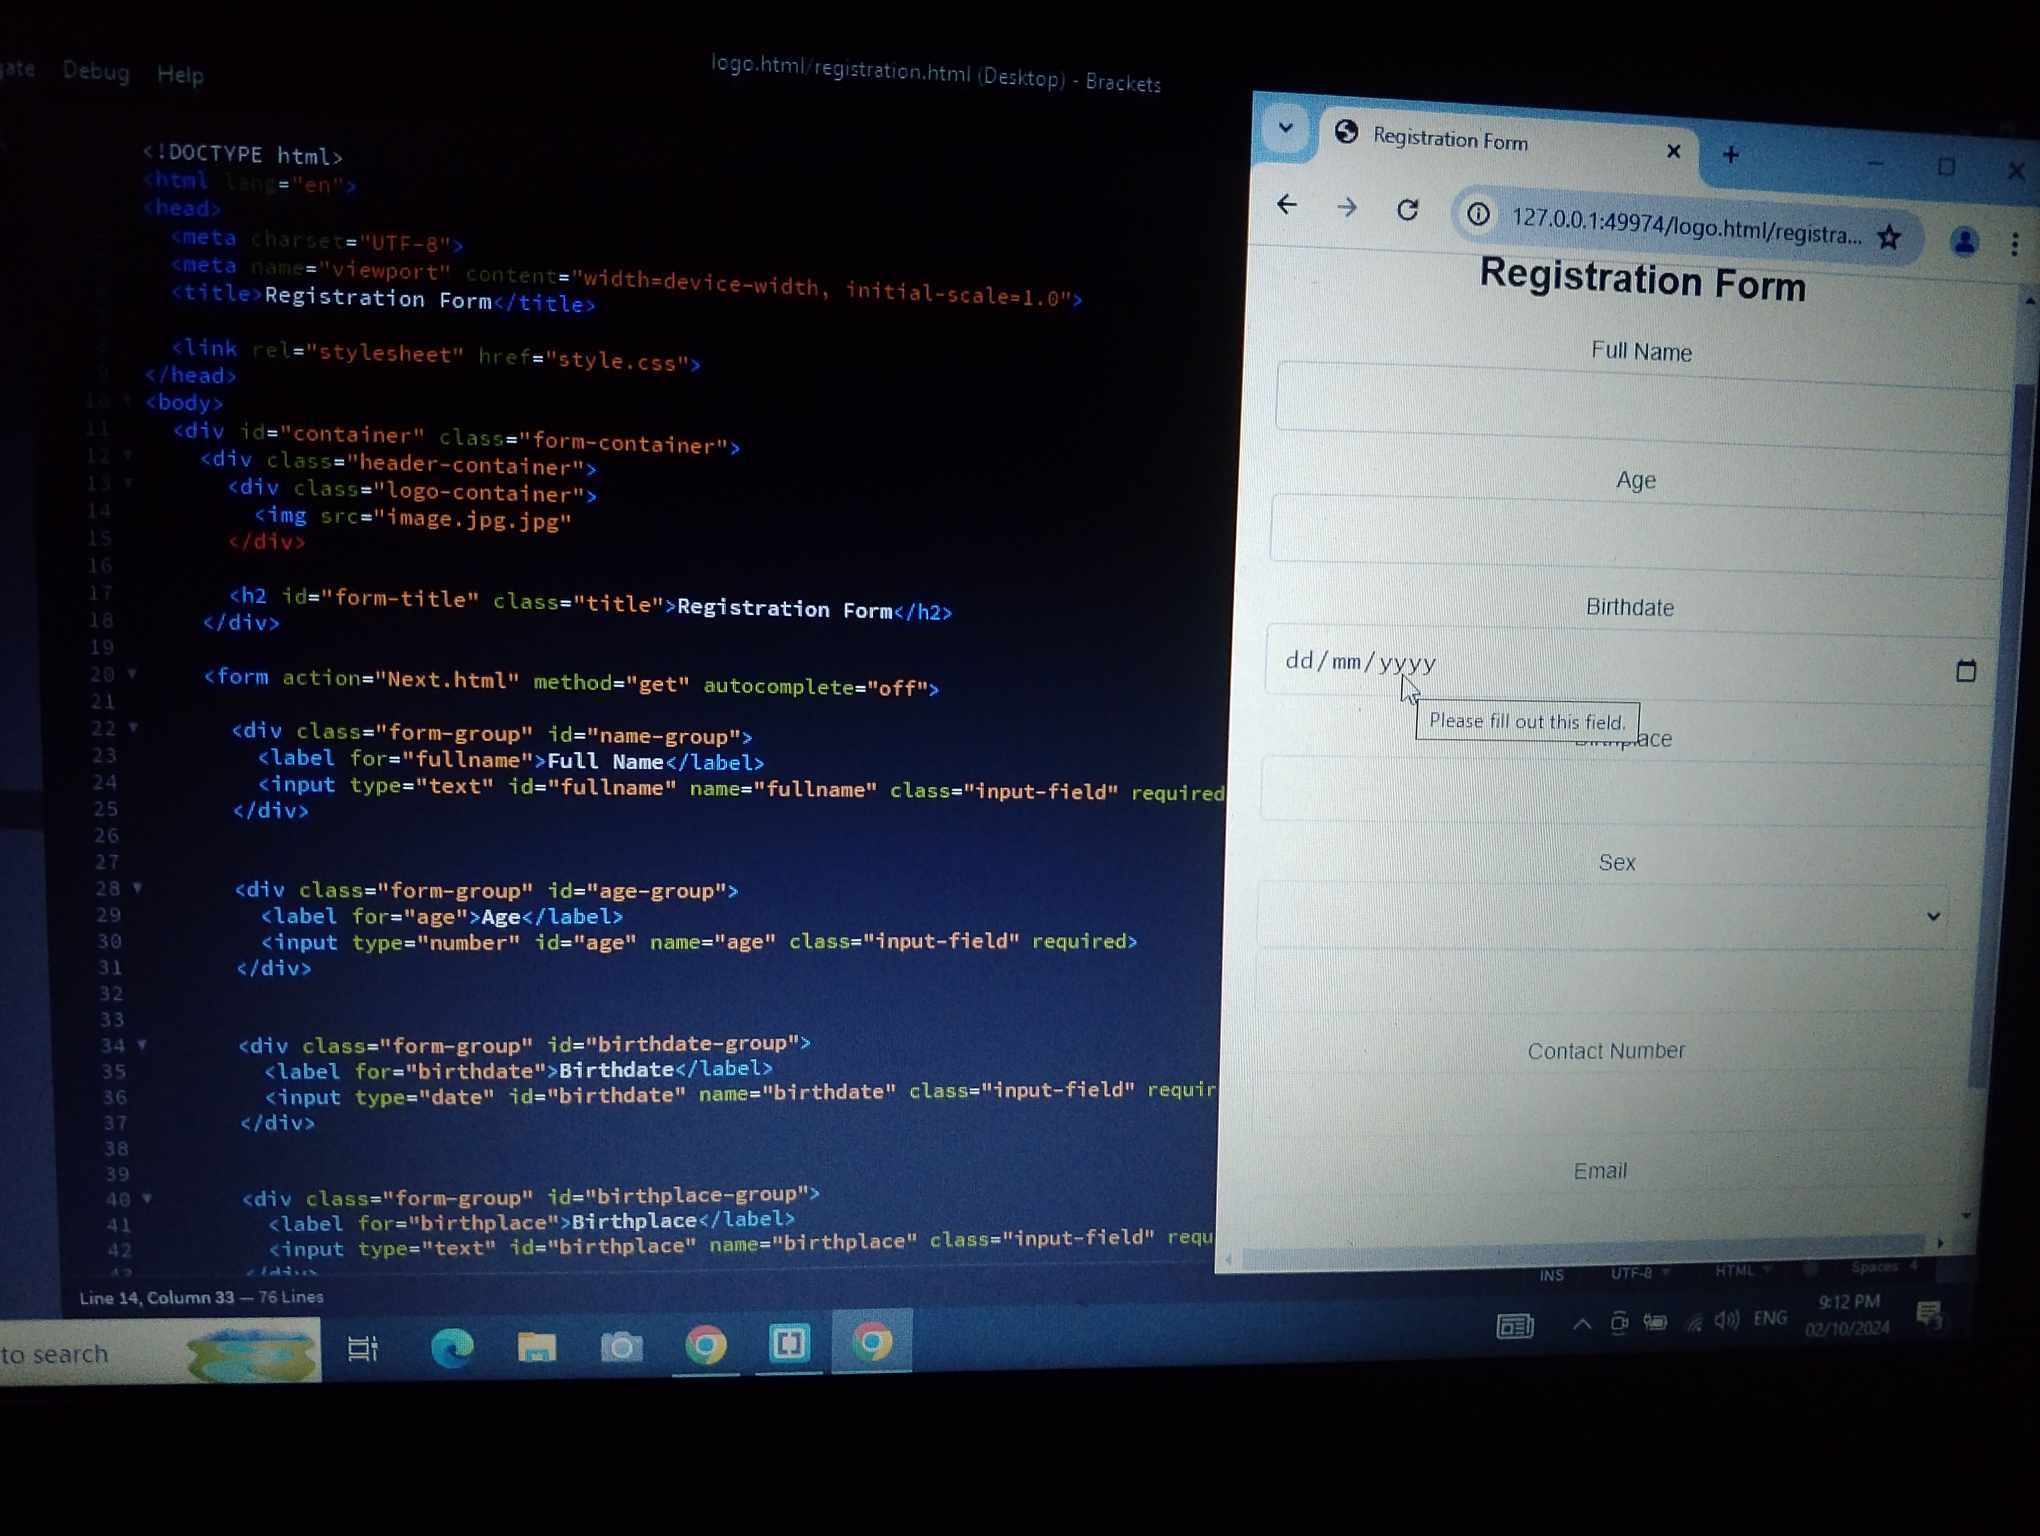 Debug Help
logo.html/registration.html (Desktop) - Brackets
<!DOCTYPE html>
<html lang="en">
<head>
<meta charset="UTF-8">
<meta name="viewport" content="width=device-width, initial-scale=1.0">
<title>Registration Form</title>
<link rel="stylesheet" href="style.css">
9 </head>
10 <body>
11 <div id="container" class="form-container">
12 <div class="header-container">
13 <div class="logo-container">
14 <img src="image.jpg.jpg"
15 </div>
16
17 <h2 id="form-title" class="title">Registration Form</h2>
18 </div>
19
20 <form action="Next.html" method="get" autocomplete="off">
21
22 <div class="form-group" id="name-group">
23 <label for="fullname">Full Name</label>
24 <input type="text" id="fullname" name="fullname" class="input-field" required
25 </div>
26
27
28 <div class="form-group" id="age-group">
29 <label for="age">Age</label>
30 <input type="number" id="age" name="age" class="input-field" required>
31 </div>
32
33
34 <div class="form-group" id="birthdate-group">
35 <label for="birthdate">Birthdate</label>
36 <input type="date" id="birthdate" name="birthdate" class="input-field" requir
37 </div>
38
39
40 <div class="form-group" id="birthplace-group">
41 <label for="birthplace">Birthplace</label>
42 <input type="text" id="birthplace" name="birthplace" class="input-field" requ
Line 14, Column 33 — 76 Lines
Registration Form
127.0.0.1:49974/logo.html/registra...
Registration Form
Full Name
Age
Birthdate
dd/mm/yyyy
Please fill out this field.
Sex
Contact Number
Email
INS UTF-8 HTML Spaces: 4
to search
ENG
9:12 PM
02/10/2024
3